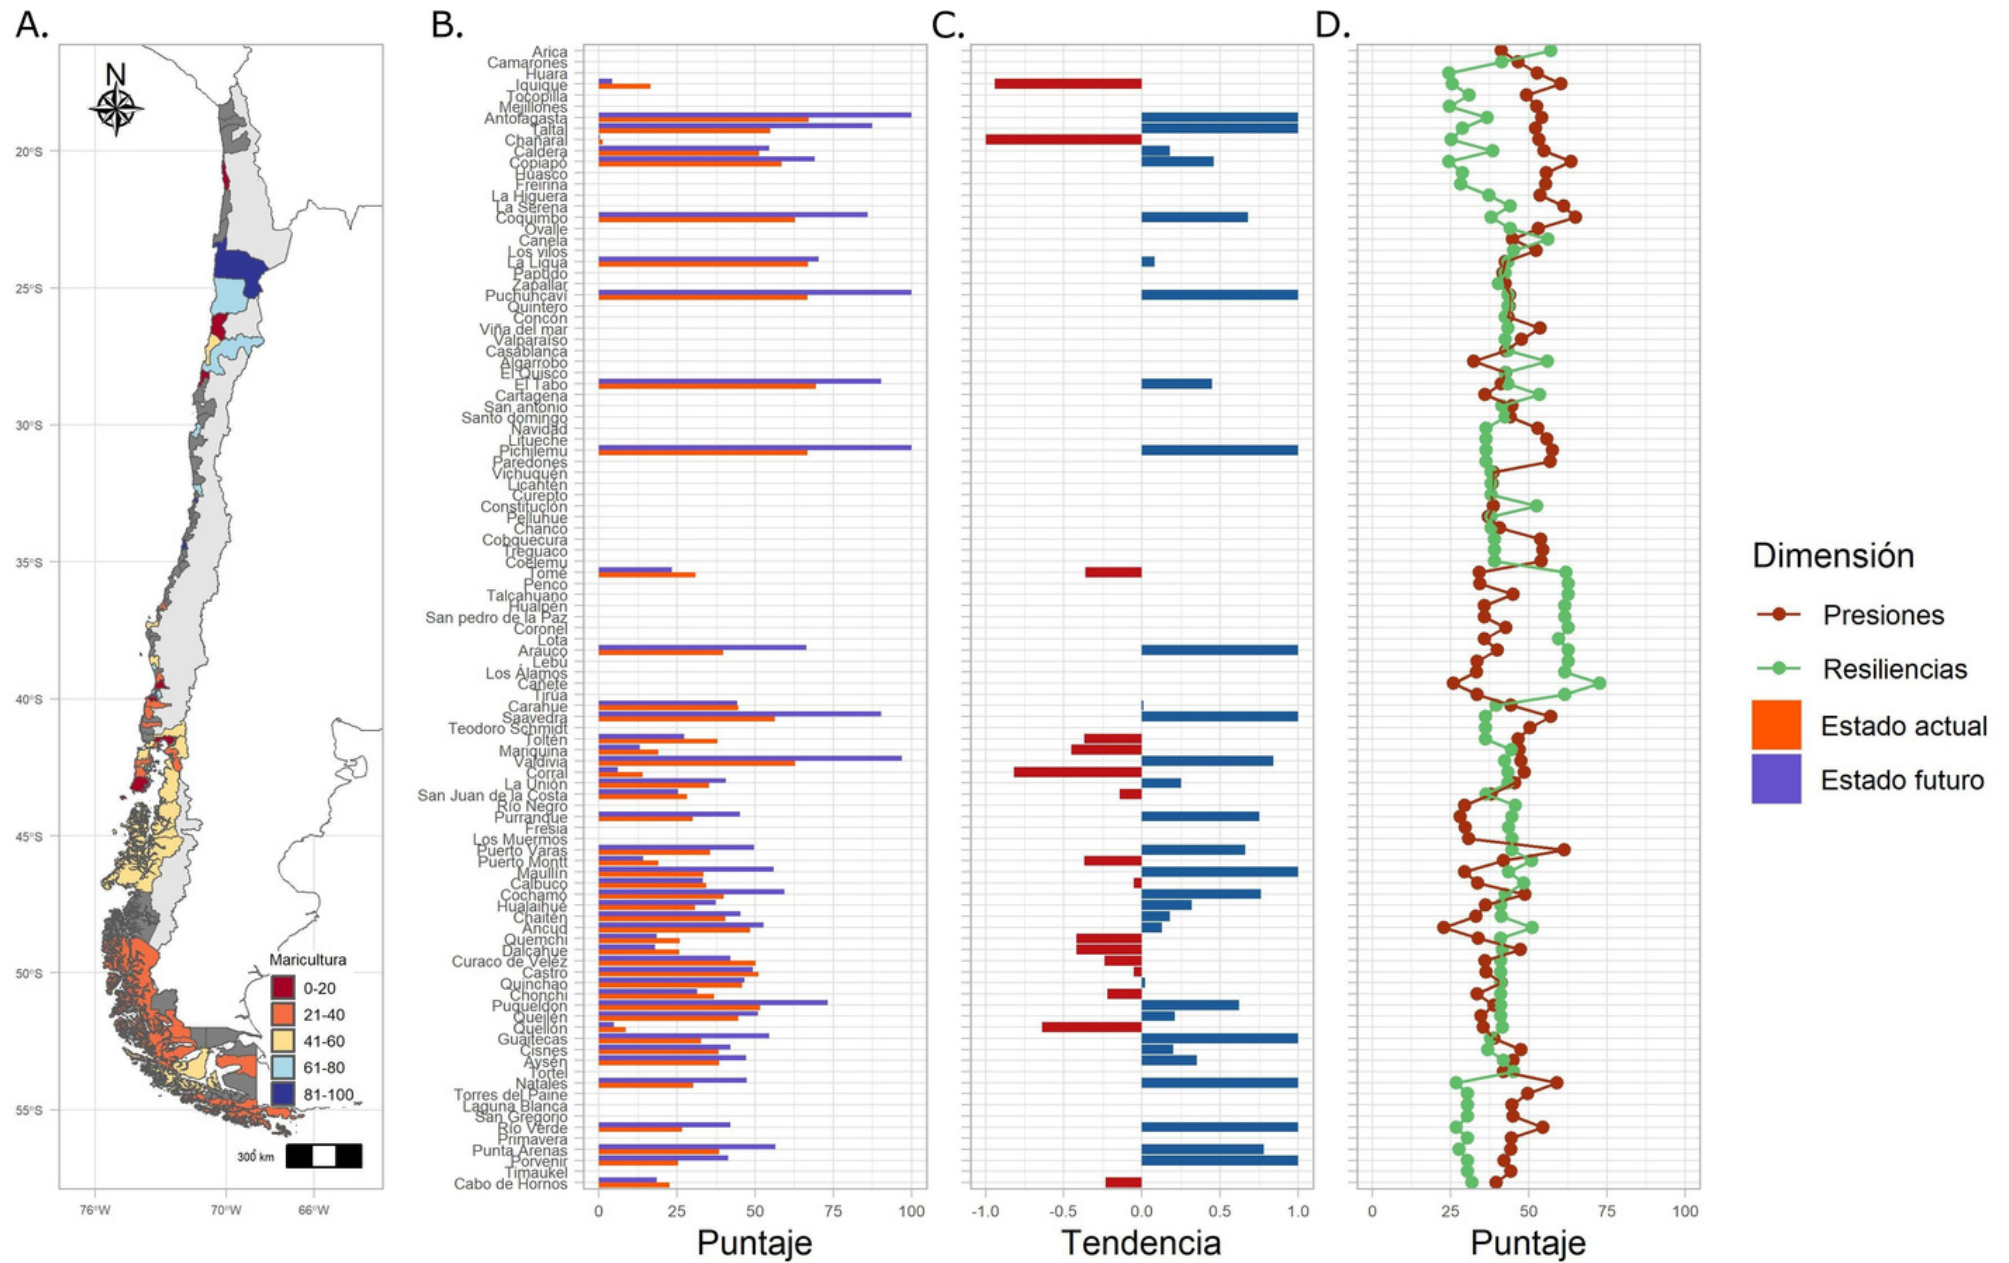 A.
B.
C.
D.
N
20°S
25°S
30°S
35°S
40°S
45°S
50°S
55°S
76°W
70°W
66°W
Maricultura
0-20
21-40
41-60
61-80
81-100
300 km
Arica
Camarones
Huara
Iquique
Tocopilla
Mejillones
Antofagasta
Taltal
Chañaral
Caldera
Copiapó
Huasco
Freirina
La Higuera
La Serena
Coquimbo
Ovalle
Canela
Los vilos
La Ligua
Papudo
Zapallar
Puchuncaví
Quintero
Concón
Viña del mar
Valparaíso
Casablanca
Algarrobo
El Quisco
El Tabo
Cartagena
San antonio
Santo domingo
Navidad
Litueche
Pichilemu
Paredones
Vichuquén
Licantén
Curepto
Constitución
Pelluhue
Chanco
Cobquecura
Treguaco
Coelemu
Tomé
Penco
Talcahuano
Hualpén
San pedro de la Paz
Coronel
Lota
Arauco
Lebu
Los Álamos
Cañete
Tirúa
Carahue
Saavedra
Teodoro Schmidt
Toltén
Mariquina
Valdivia
Corral
La Unión
San Juan de la Costa
Río Negro
Purranque
Fresia
Los Muermos
Puerto Varas
Puerto Montt
Maullín
Calbuco
Cochamó
Hualaihué
Chaitén
Ancud
Quemchi
Dalcahue
Curaco de Veléz
Castro
Quinchao
Chonchi
Puqueldón
Queilén
Quellón
Guaitecas
Cisnes
Aysén
Tortel
Natales
Torres del Paine
Laguna Blanca
San Gregorio
Río Verde
Primavera
Punta Arenas
Porvenir
Timaukel
Cabo de Hornos
0 25 50 75 100
Puntaje
-1.0 -0.5 0.0 0.5 1.0
Tendencia
0 25 50 75 100
Puntaje
Dimensión
Presiones
Resiliencias
Estado actual
Estado futuro